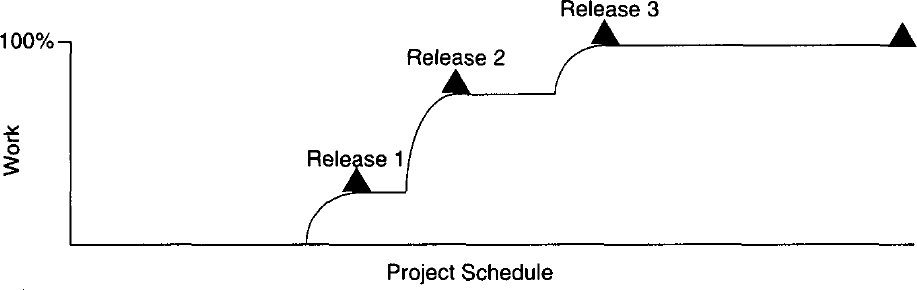 Release 3
100%
Release 2
Work
Release 1
Project Schedule